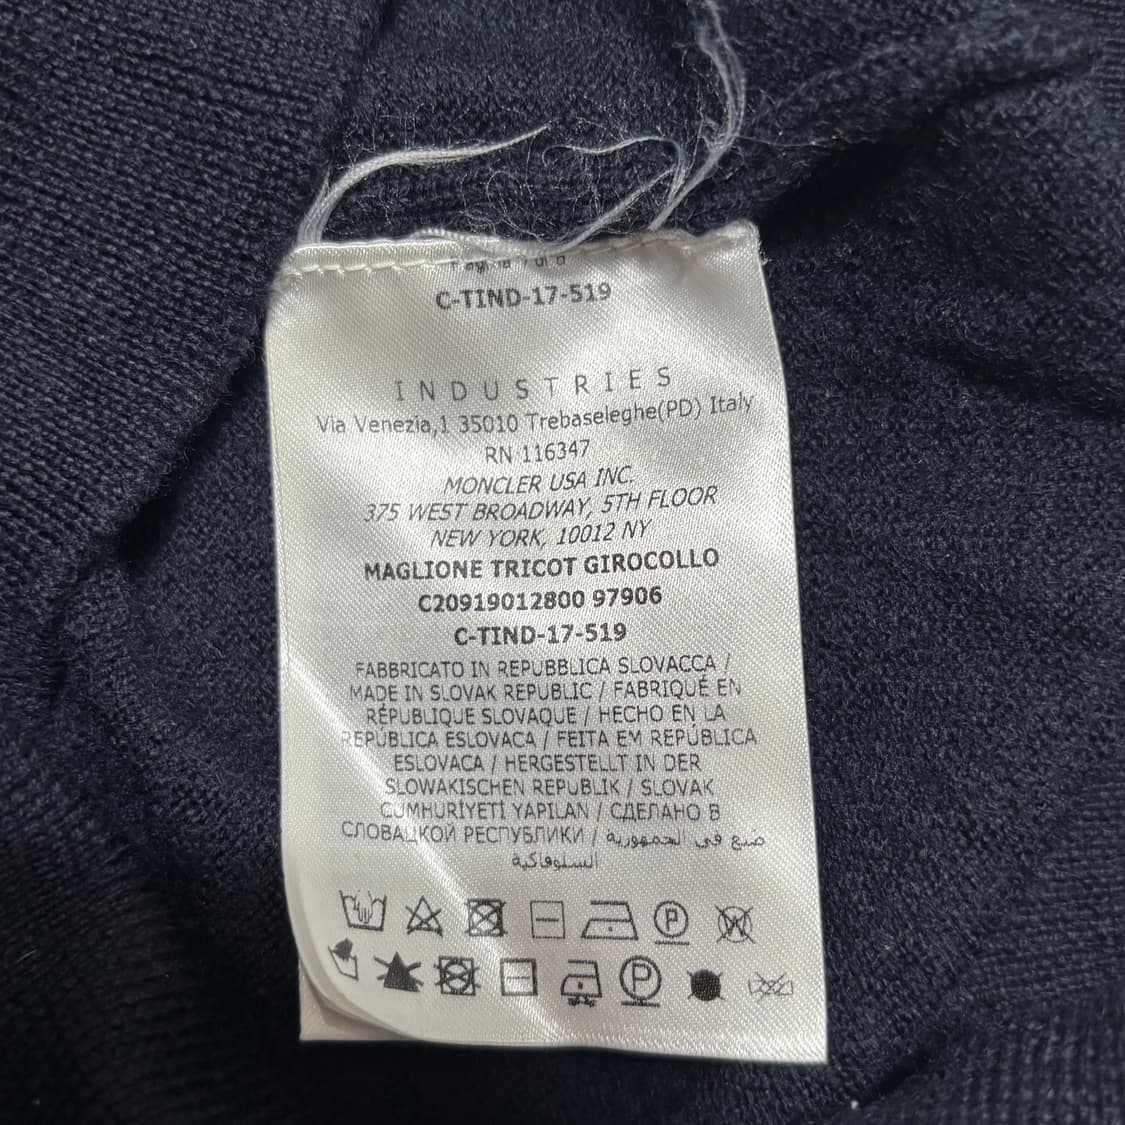 C-TIND-17-519
INDUSTRIES
Via Venezia,1 35010 Trebaseleghe(PD) Italy
RN 116347
MONCLER USA INC.
375 WEST BROADWAY, 5TH FLOOR
NEW YORK, 10012 NY
MAGLIONE TRICOT GIROCOLLO
C20919012800 97906
C-TIND-17-519
FABBRICATO IN REPUBBLICA SLOVACCA /
MADE IN SLOVAK REPUBLIC / FABRIQUÉ EN
RÉPUBLIQUE SLOVAQUE / HECHO EN LA
REPÚBLICA ESLOVACA / FEITA EM REPÚBLICA
ESLOVACA / HERGESTELLT IN DER
SLOWAKISCHEN REPUBLIK / SLOVAK
CUMHURİYETİ YAPILAN / СДЕЛАНО В
СЛОВАЦКОЙ РЕСПУБЛИКИ / صنع في الجمهورية
السلوفاكية
P W
P